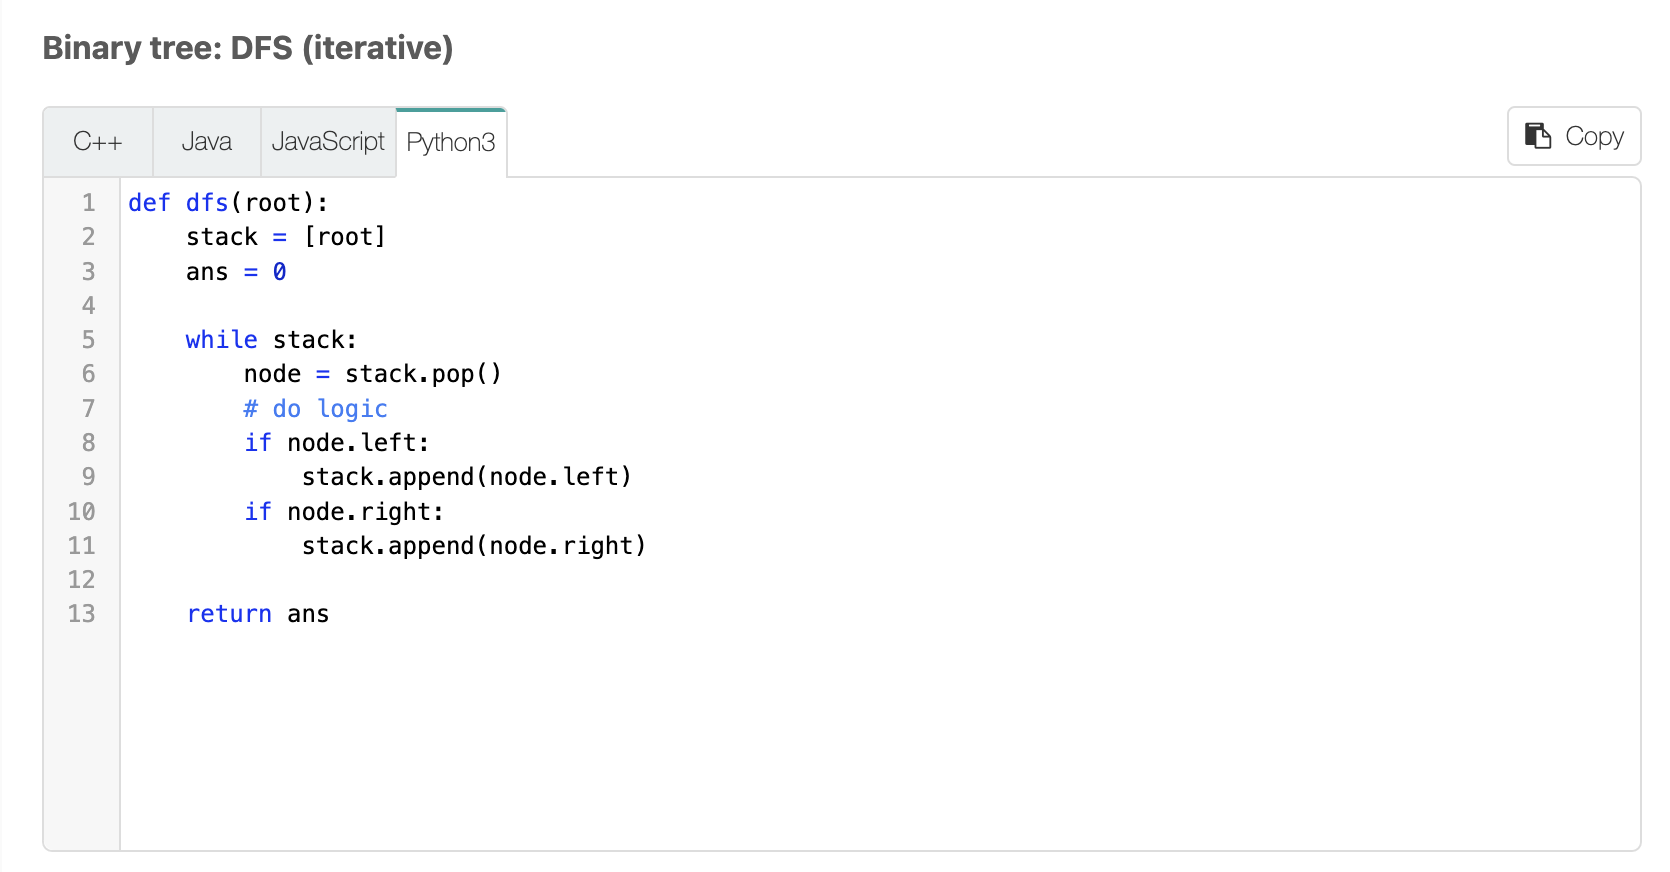 Binary tree: DFS (iterative)
C++ Java JavaScript Python3 Copy
1 def dfs(root):
2     stack = [root]
3     ans = 0
4
5     while stack:
6         node = stack.pop()
7         # do logic
8         if node.left:
9             stack.append(node.left)
10         if node.right:
11             stack.append(node.right)
12
13     return ans